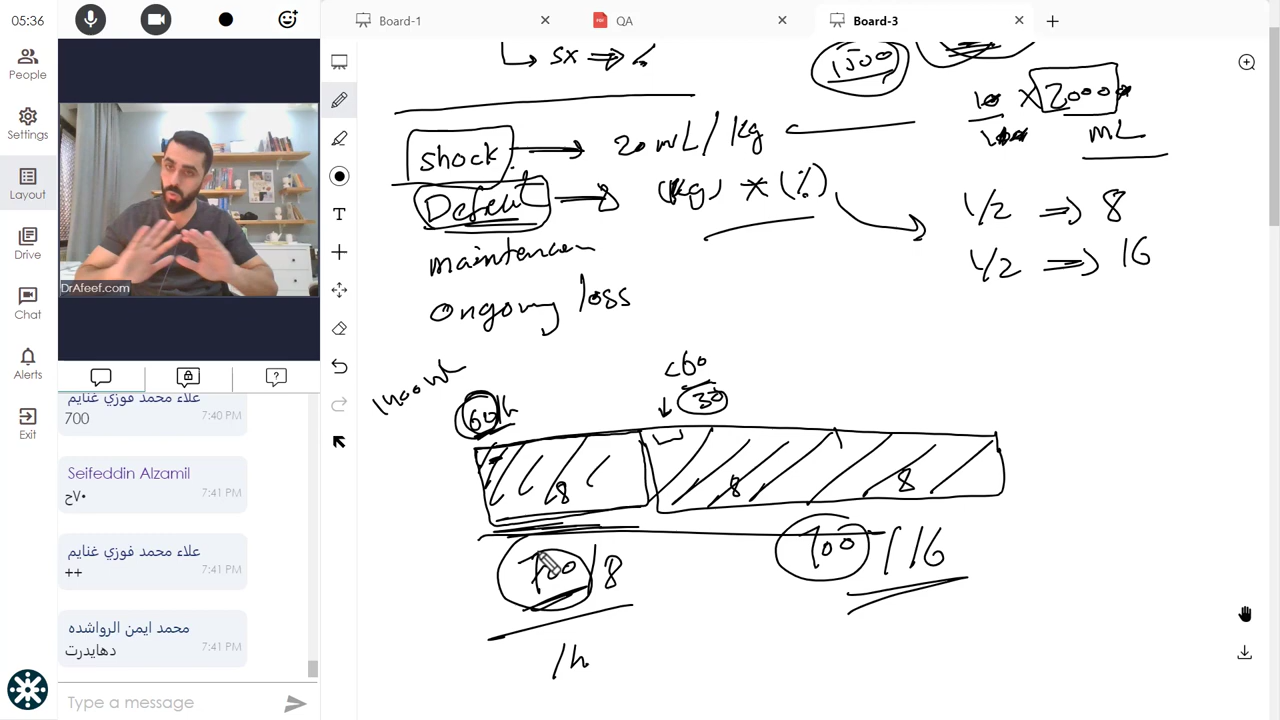 05:36
Board-1
QA
Board-3
People
Settings
Layout
Drive
Chat
Alerts
Exit
DrAfeef.com
علاء محمد فوزي غنايم
700
7:40 PM
Seifeddin Alzamil
ح٧٠
7:41 PM
علاء محمد فوزي غنايم
++
7:41 PM
محمد ايمن الرواشده
دهايدرت
7:41 PM
Type a message
T
sx ⇒ %
1500
10 × 2000
mL
shock → 20 mL / kg
Deficit → (kg) * (%)
1/2 ⇒ 8
1/2 ⇒ 16
maintenance
ongoing loss
1400 ml
60
h
<60
30
8
8
8
700 / 8
700 / 16
/h